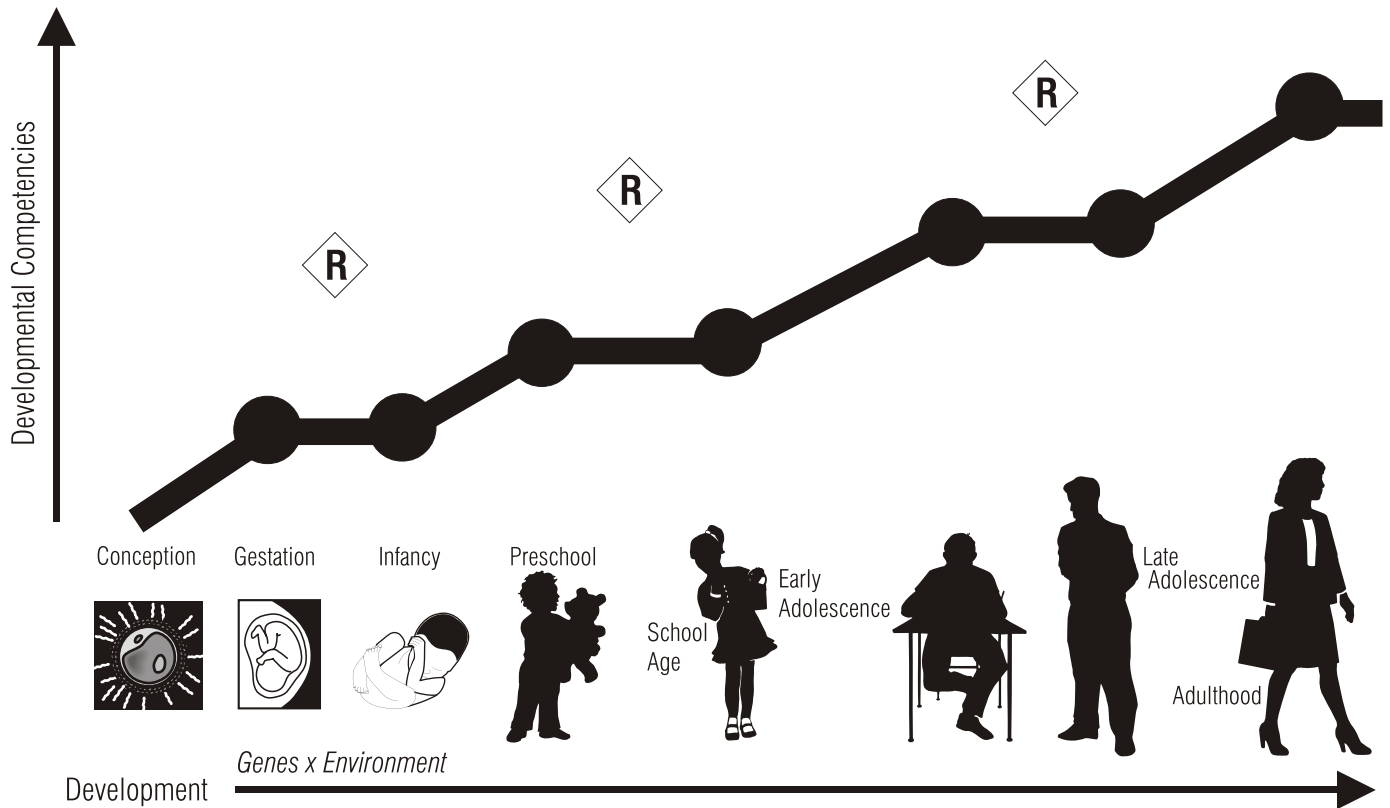 R
R
R
Developmental Competencies
Conception
Gestation
Infancy
Preschool
School
Age
Early
Adolescence
Late
Adolescence
Adulthood
Genes x Environment
Development